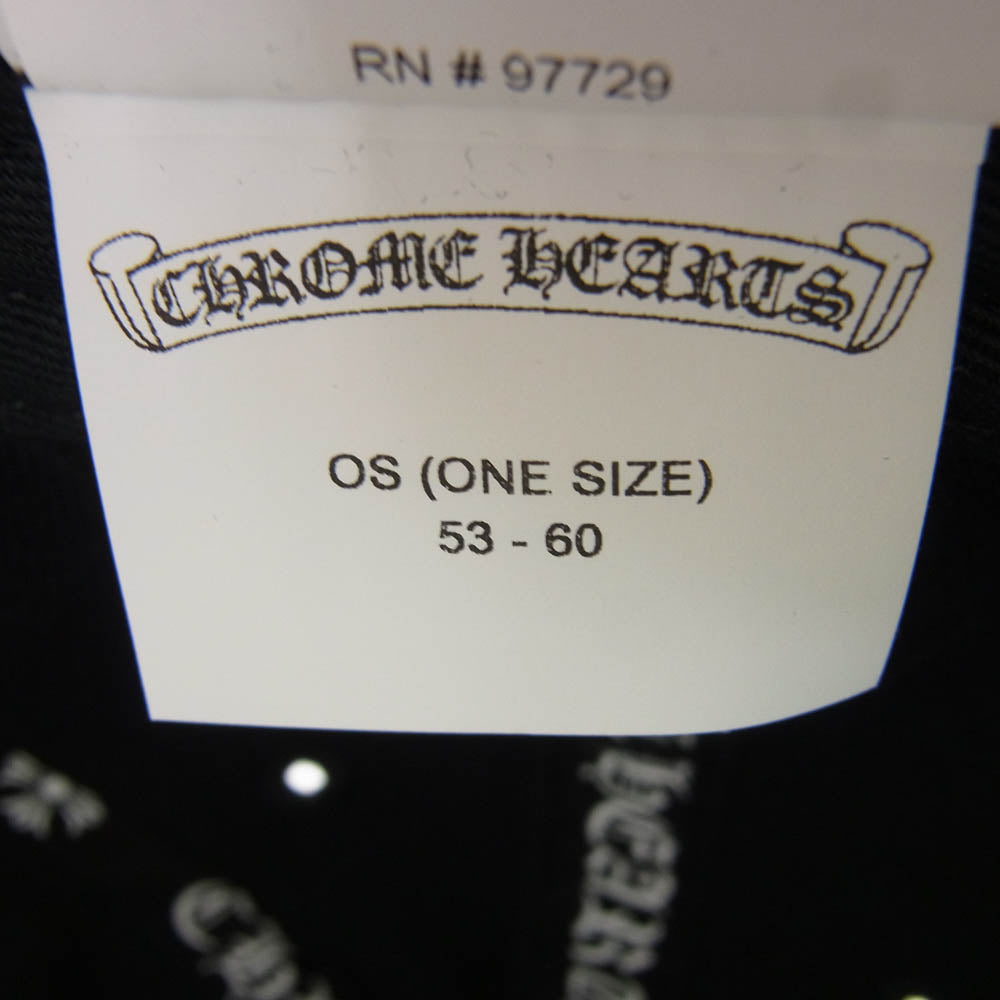 RN # 97729
CHROME HEARTS
OS (ONE SIZE)
53 - 60